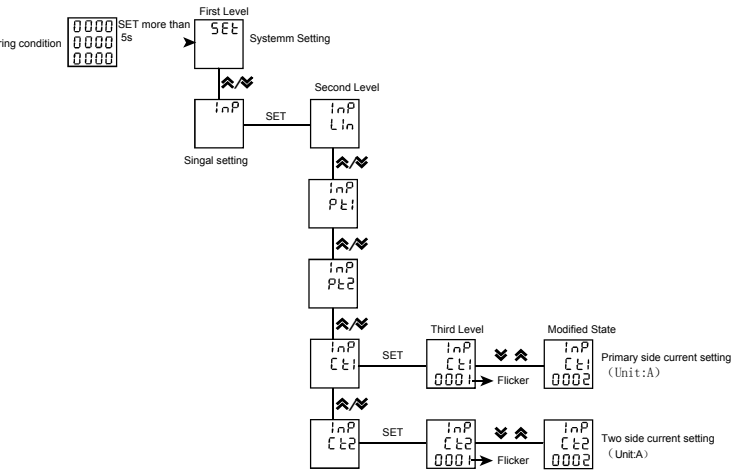 First Level
0000
0000
0000
SET more than
5s
ring condition
SEt
Systemm Setting
InP
SET
Singal setting
Second Level
InP
LIn
InP
Pt1
InP
Pt2
Third Level
Modified State
InP
Ct1
SET
InP
Ct1
0001
Flicker
InP
Ct1
0002
Primary side current setting
(Unit:A)
InP
Ct2
SET
InP
Ct2
0001
Flicker
InP
Ct2
0002
Two side current setting
(Unit:A)